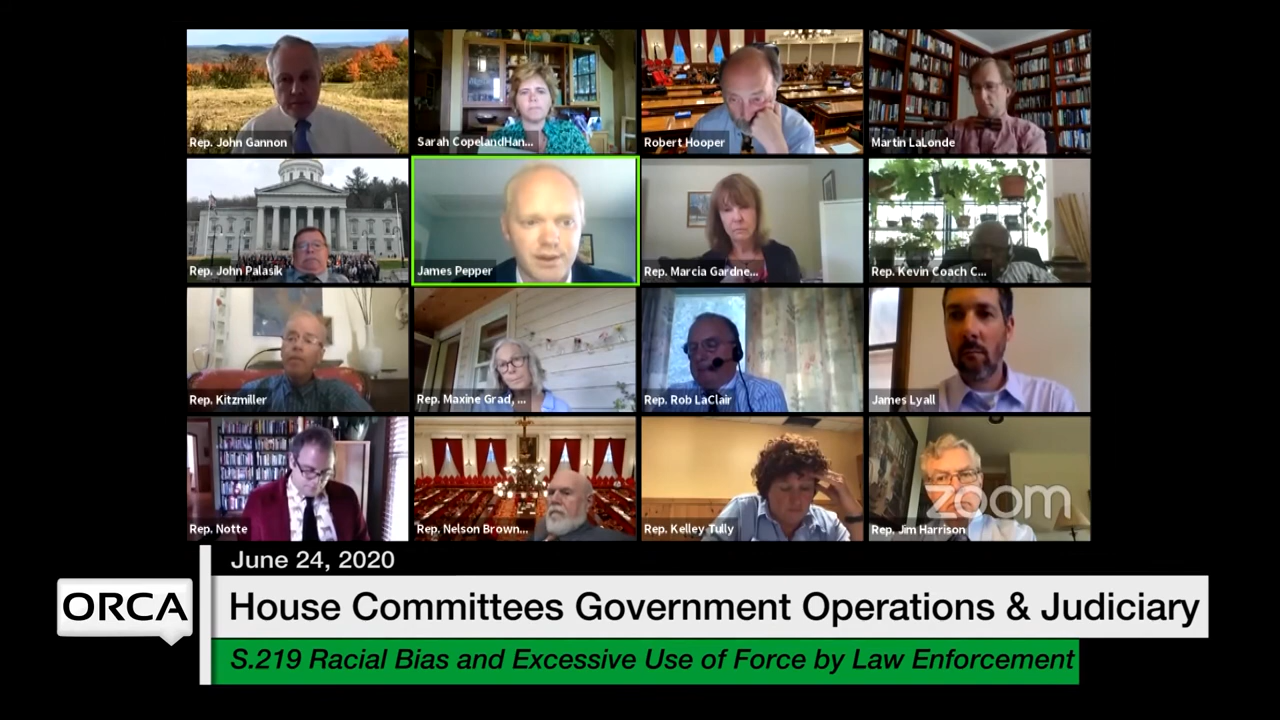 Rep. John Gannon
Sarah CopelandHan...
Robert Hooper
Martin LaLonde
Rep. John Palasik
James Pepper
Rep. Marcia Gardne...
Rep. Kevin Coach C...
Rep. Kitzmiller
Rep. Maxine Grad, ...
Rep. Rob LaClair
James Lyall
Rep. Notte
Rep. Nelson Brown...
Rep. Kelley Tully
Rep. Jim Harrison
zoom
June 24, 2020
ORCA
House Committees Government Operations & Judiciary
S.219 Racial Bias and Excessive Use of Force by Law Enforcement